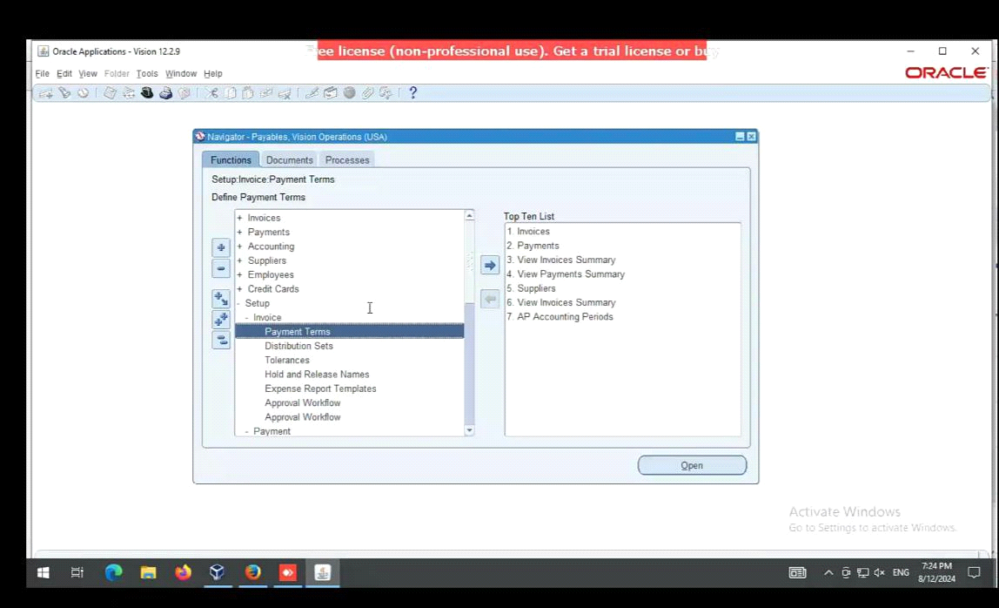 Oracle Applications - Vision 12.2.9
ree license (non-professional use). Get a trial license or bu
File Edit View Folder Tools Window Help
ORACLE
Navigator - Payables, Vision Operations (USA)
Functions Documents Processes
Setup:Invoice:Payment Terms
Define Payment Terms
+ Invoices
+ Payments
+ Accounting
+ Suppliers
+ Employees
+ Credit Cards
- Setup
- Invoice
Payment Terms
Distribution Sets
Tolerances
Hold and Release Names
Expense Report Templates
Approval Workflow
Approval Workflow
- Payment
Top Ten List
1. Invoices
2. Payments
3. View Invoices Summary
4. View Payments Summary
5. Suppliers
6. View Invoices Summary
7. AP Accounting Periods
Open
Activate Windows
Go to Settings to activate Windows.
ENG
7:24 PM
8/12/2024